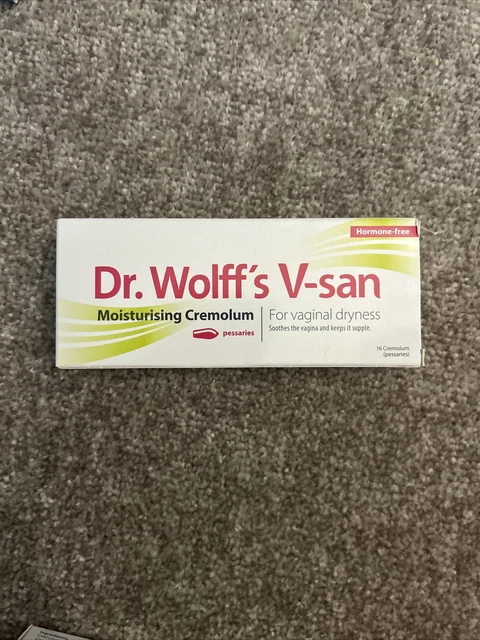 Hormone-free
Dr. Wolff's V-san
Moisturising Cremolum
pessaries
For vaginal dryness
Soothes the vagina and keeps it supple.
16 Cremolum
(pessaries)